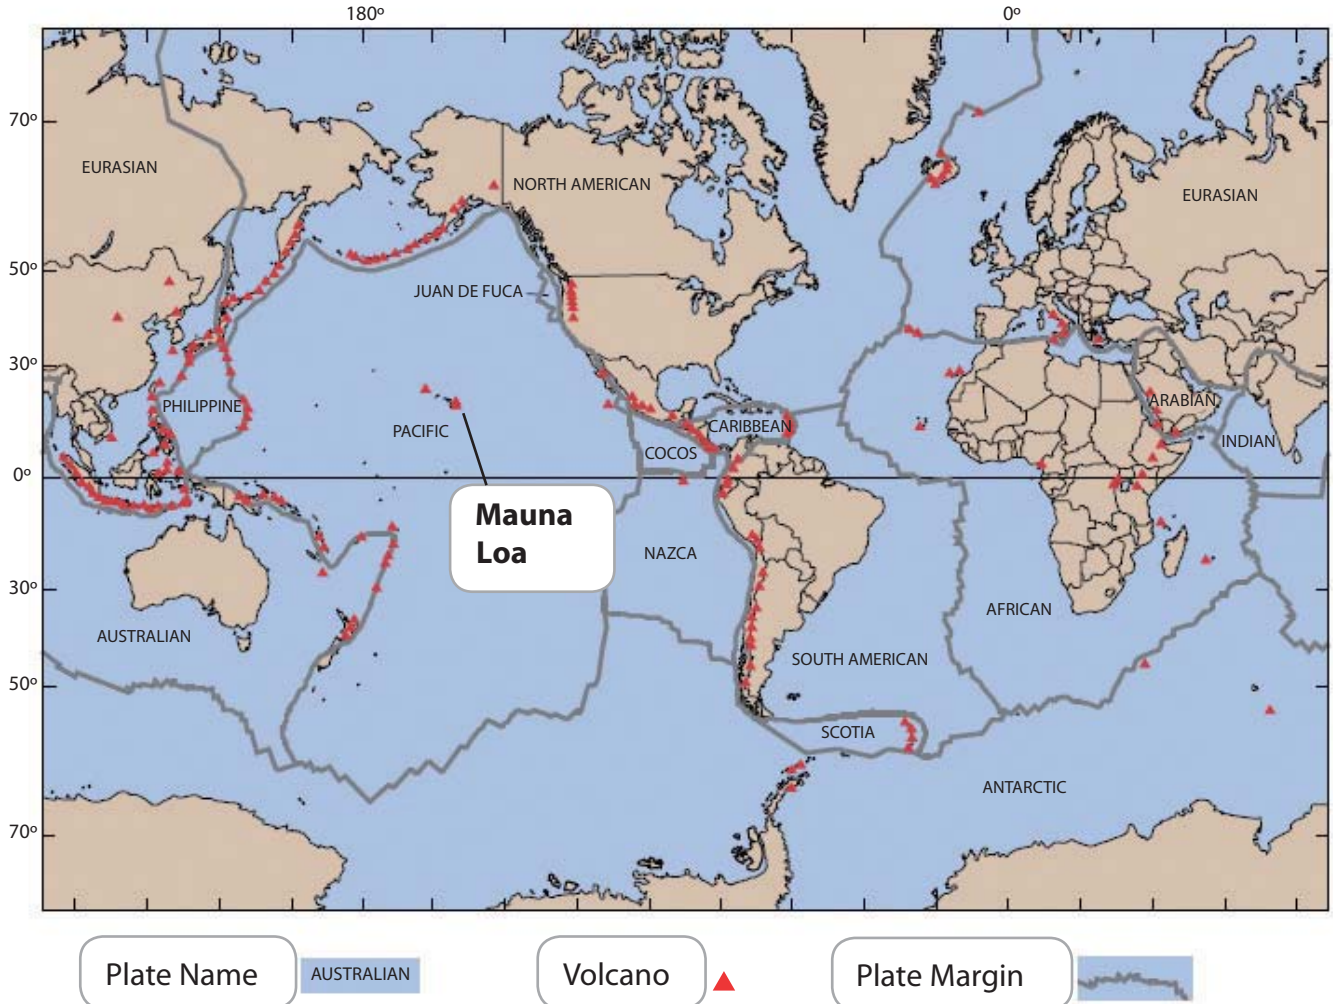 180º 0º
70º
EURASIAN
NORTH AMERICAN
EURASIAN
50º
JUAN DE FUCA
30º
PHILIPPINE
PACIFIC
CARIBBEAN
ARABIAN
COCOS
INDIAN
0º
Mauna
Loa
NAZCA
30º
AUSTRALIAN
AFRICAN
SOUTH AMERICAN
50º
SCOTIA
ANTARCTIC
70º
Plate Name AUSTRALIAN Volcano Plate Margin